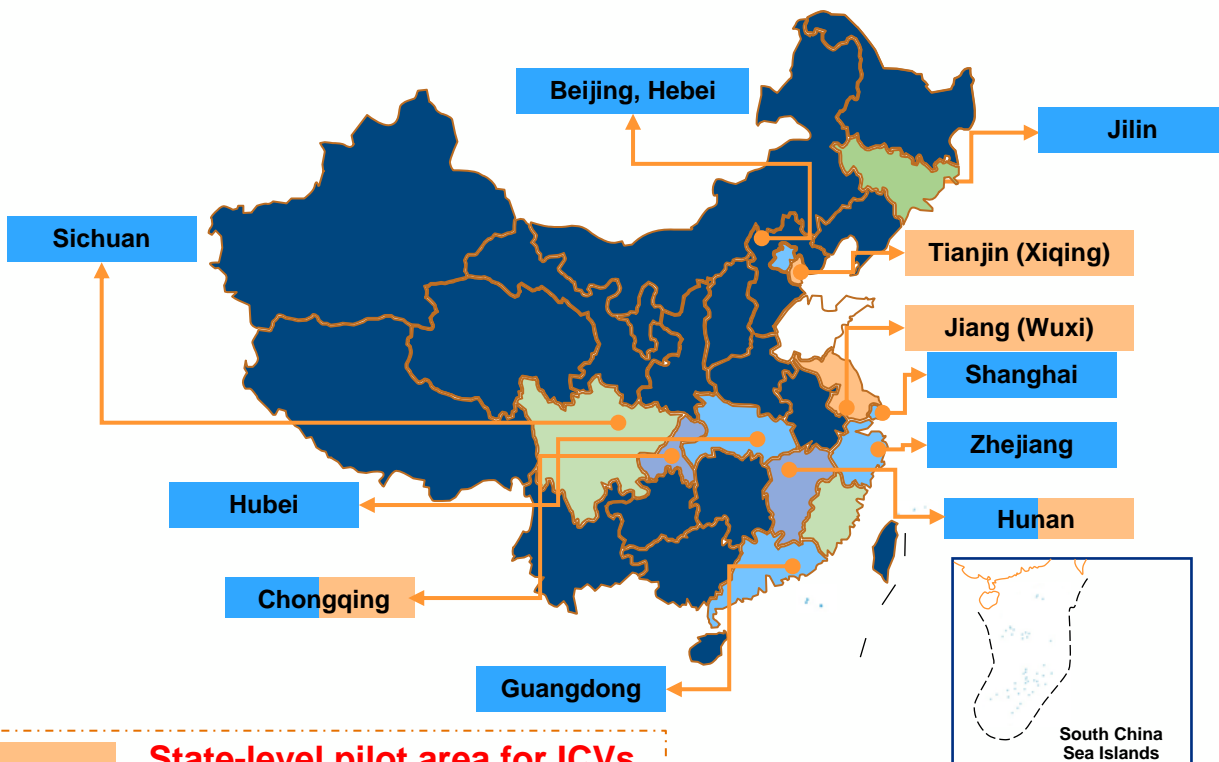 Beijing, Hebei
Jilin
Sichuan
Tianjin (Xiqing)
Jiang (Wuxi)
Shanghai
Zhejiang
Hubei
Hunan
Chongqing
Guangdong
South China
Sea Islands
State-level pilot area for ICVs